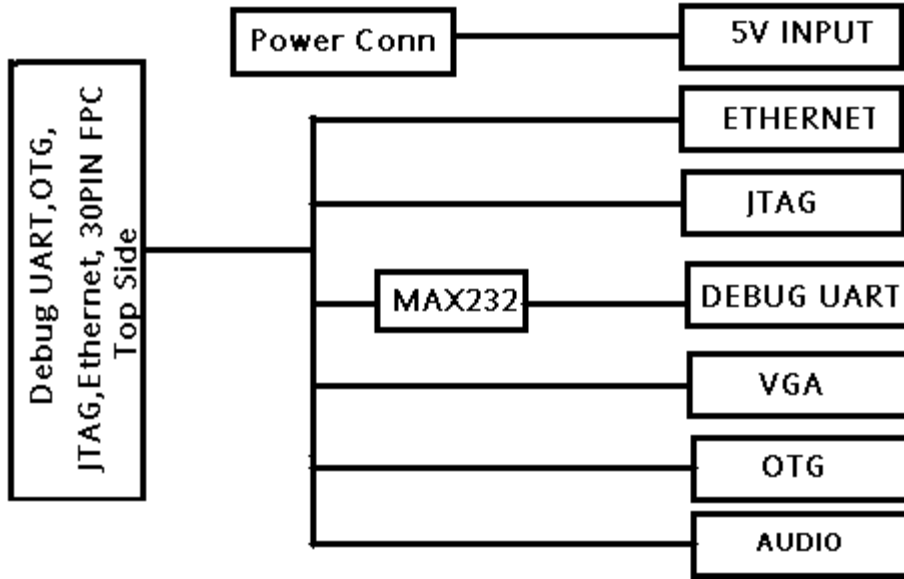 Power Conn
5V INPUT
Debug UART,OTG,
JTAG,Ethernet, 30PIN FPC
Top Side
ETHERNET
JTAG
MAX232
DEBUG UART
VGA
OTG
AUDIO